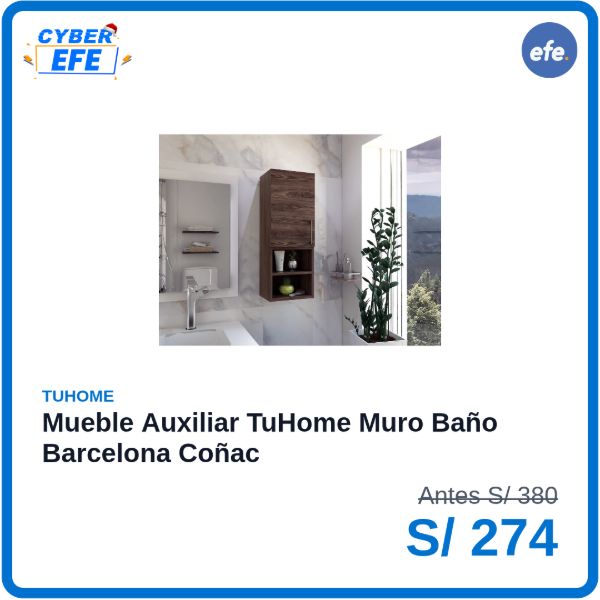 CYBER
EFE
efe.
TUHOME
Mueble Auxiliar TuHome Muro Baño
Barcelona Coñac
Antes S/ 380
S/ 274